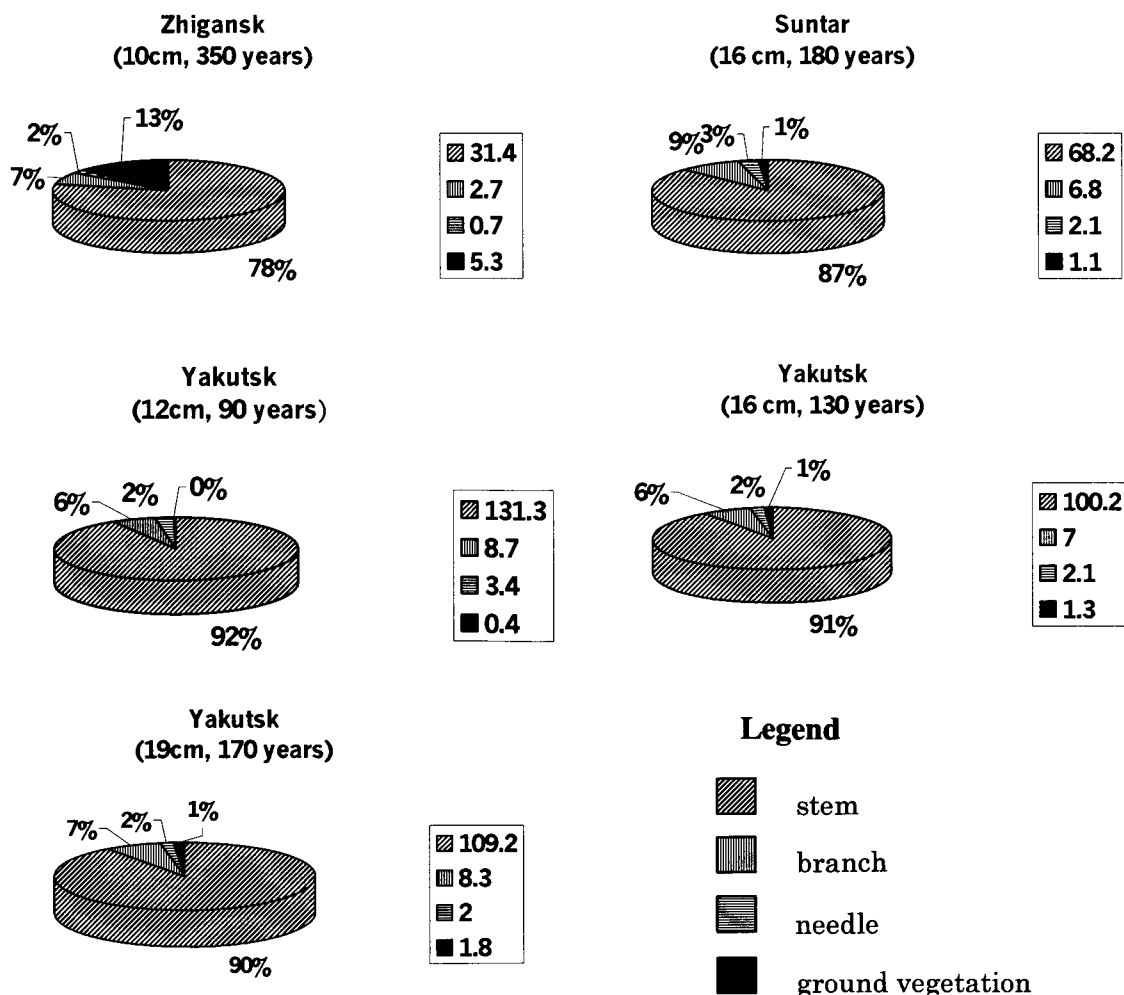 Zhigansk
(10cm, 350 years)
13%
2%
7%
78%
31.4
2.7
0.7
5.3
Suntar
(16 cm, 180 years)
9%
3%
1%
87%
68.2
6.8
2.1
1.1
Yakutsk
(12cm, 90 years)
6%
2%
0%
92%
131.3
8.7
3.4
0.4
Yakutsk
(16 cm, 130 years)
6%
2%
1%
91%
100.2
7
2.1
1.3
Yakutsk
(19cm, 170 years)
7%
2%
1%
90%
109.2
8.3
2
1.8
Legend
stem
branch
needle
ground vegetation